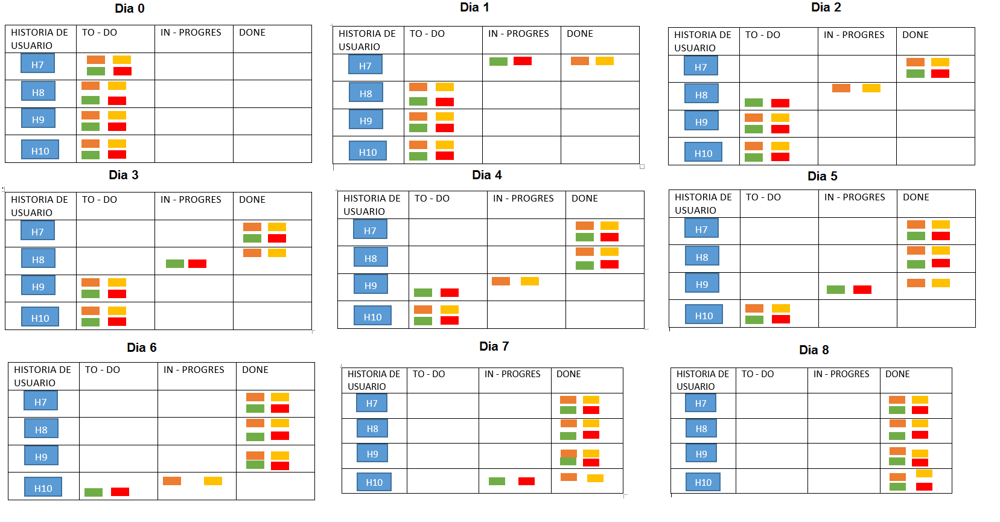 Dia 0
HISTORIA DE USUARIO TO - DO IN - PROGRES DONE
H7
H8
H9
H10
Dia 1
HISTORIA DE USUARIO TO - DO IN - PROGRES DONE
H7
H8
H9
H10
Dia 2
HISTORIA DE USUARIO TO - DO IN - PROGRES DONE
H7
H8
H9
H10
Dia 3
HISTORIA DE USUARIO TO - DO IN - PROGRES DONE
H7
H8
H9
H10
Dia 4
HISTORIA DE USUARIO TO - DO IN - PROGRES DONE
H7
H8
H9
H10
Dia 5
HISTORIA DE USUARIO TO - DO IN - PROGRES DONE
H7
H8
H9
H10
Dia 6
HISTORIA DE USUARIO TO - DO IN - PROGRES DONE
H7
H8
H9
H10
Dia 7
HISTORIA DE USUARIO TO - DO IN - PROGRES DONE
H7
H8
H9
H10
Dia 8
HISTORIA DE USUARIO TO - DO IN - PROGRES DONE
H7
H8
H9
H10